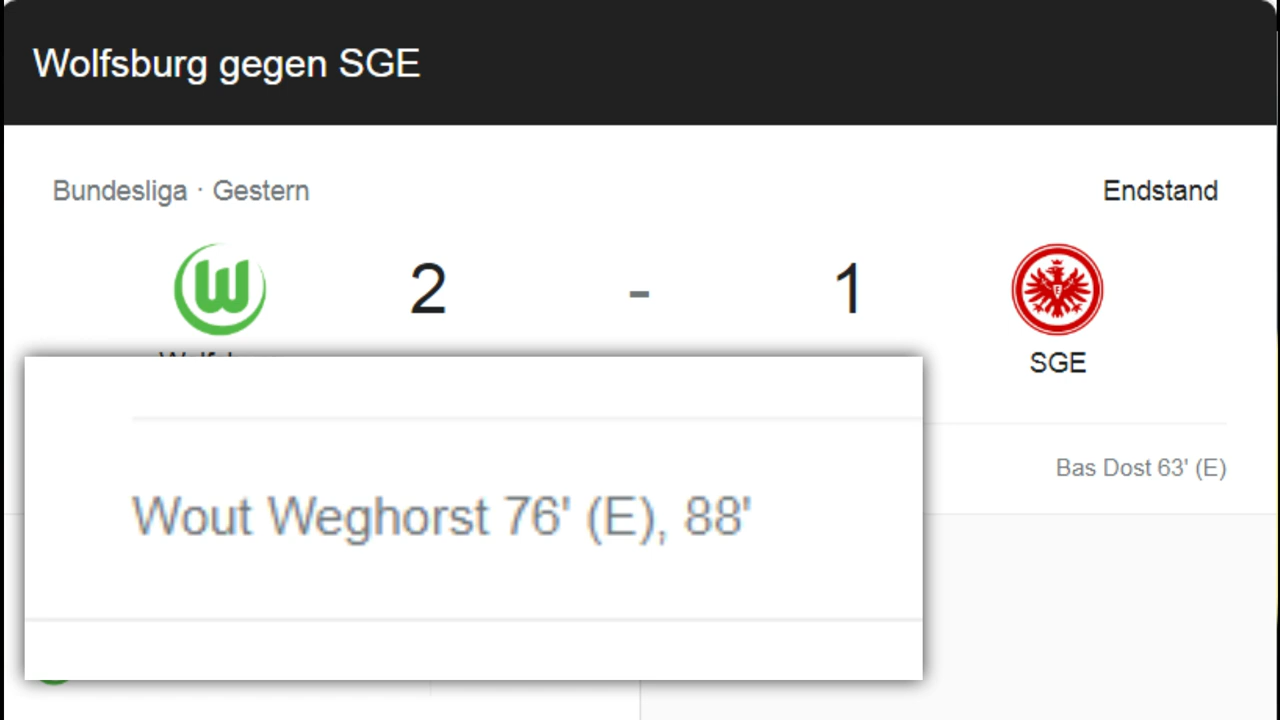 Wolfsburg gegen SGE
Bundesliga · Gestern
Endstand
2 - 1
SGE
Bas Dost 63' (E)
Wout Weghorst 76' (E), 88'